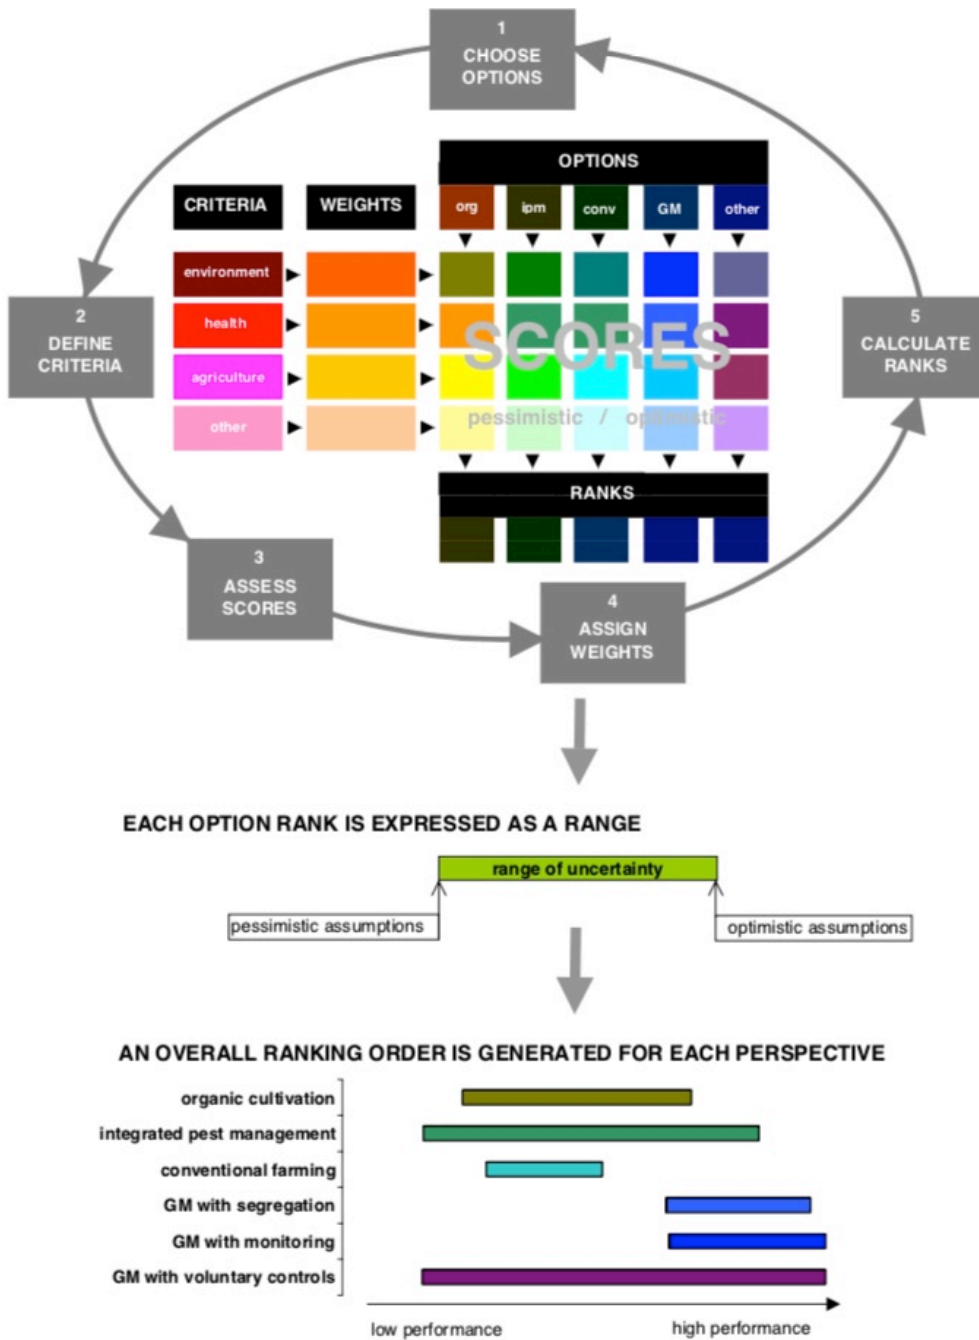 1
CHOOSE
OPTIONS
OPTIONS
CRITERIA WEIGHTS org ipm conv GM other
environment
2
DEFINE
CRITERIA
health
5
CALCULATE
RANKS
SCORES
agriculture
other
pessimistic / optimistic
RANKS
3
ASSESS
SCORES
4
ASSIGN
WEIGHTS
EACH OPTION RANK IS EXPRESSED AS A RANGE
range of uncertainty
pessimistic assumptions
optimistic assumptions
AN OVERALL RANKING ORDER IS GENERATED FOR EACH PERSPECTIVE
organic cultivation
integrated pest management
conventional farming
GM with segregation
GM with monitoring
GM with voluntary controls
low performance
high performance